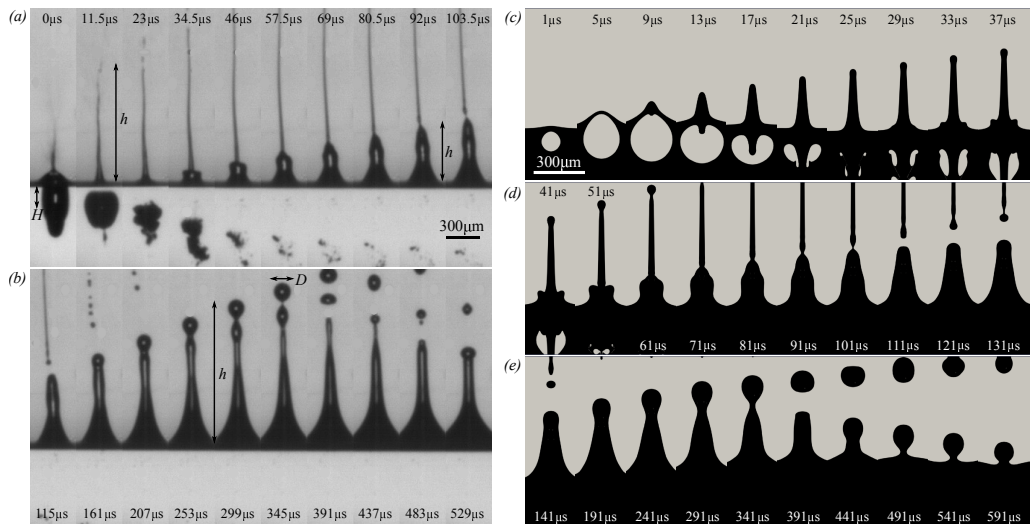 (a)
0µs 11.5µs 23µs 34.5µs 46µs 57.5µs 69µs 80.5µs 92µs 103.5µs
h
h
H
300µm
(b)
D
h
115µs 161µs 207µs 253µs 299µs 345µs 391µs 437µs 483µs 529µs
(c)
1µs 5µs 9µs 13µs 17µs 21µs 25µs 29µs 33µs 37µs
300µm
(d)
41µs 51µs
61µs 71µs 81µs 91µs 101µs 111µs 121µs 131µs
(e)
141µs 191µs 241µs 291µs 341µs 391µs 441µs 491µs 541µs 591µs